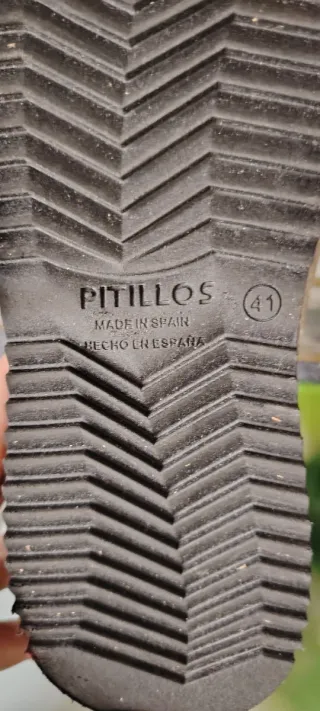 PITILLOS
41
MADE IN SPAIN
HECHO EN ESPAÑA